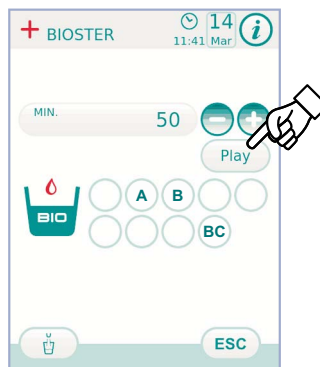 + BIOSTER
14
11:41 Mar
i
MIN. 50
- +
Play
BIO
A B
BC
ESC